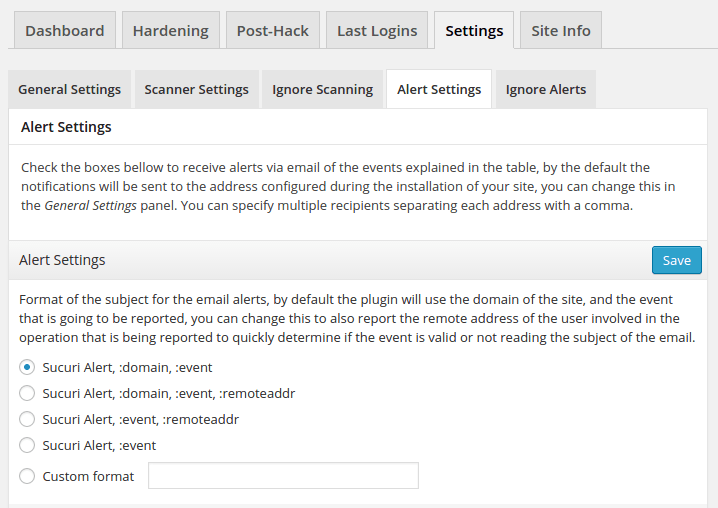 Dashboard Hardening Post-Hack Last Logins Settings Site Info
General Settings Scanner Settings Ignore Scanning Alert Settings Ignore Alerts
Alert Settings
Check the boxes bellow to receive alerts via email of the events explained in the table, by the default the
notifications will be sent to the address configured during the installation of your site, you can change this in
the General Settings panel. You can specify multiple recipients separating each address with a comma.
Alert Settings Save
Format of the subject for the email alerts, by default the plugin will use the domain of the site, and the event
that is going to be reported, you can change this to also report the remote address of the user involved in the
operation that is being reported to quickly determine if the event is valid or not reading the subject of the email.
Sucuri Alert, :domain, :event
Sucuri Alert, :domain, :event, :remoteaddr
Sucuri Alert, :event, :remoteaddr
Sucuri Alert, :event
Custom format